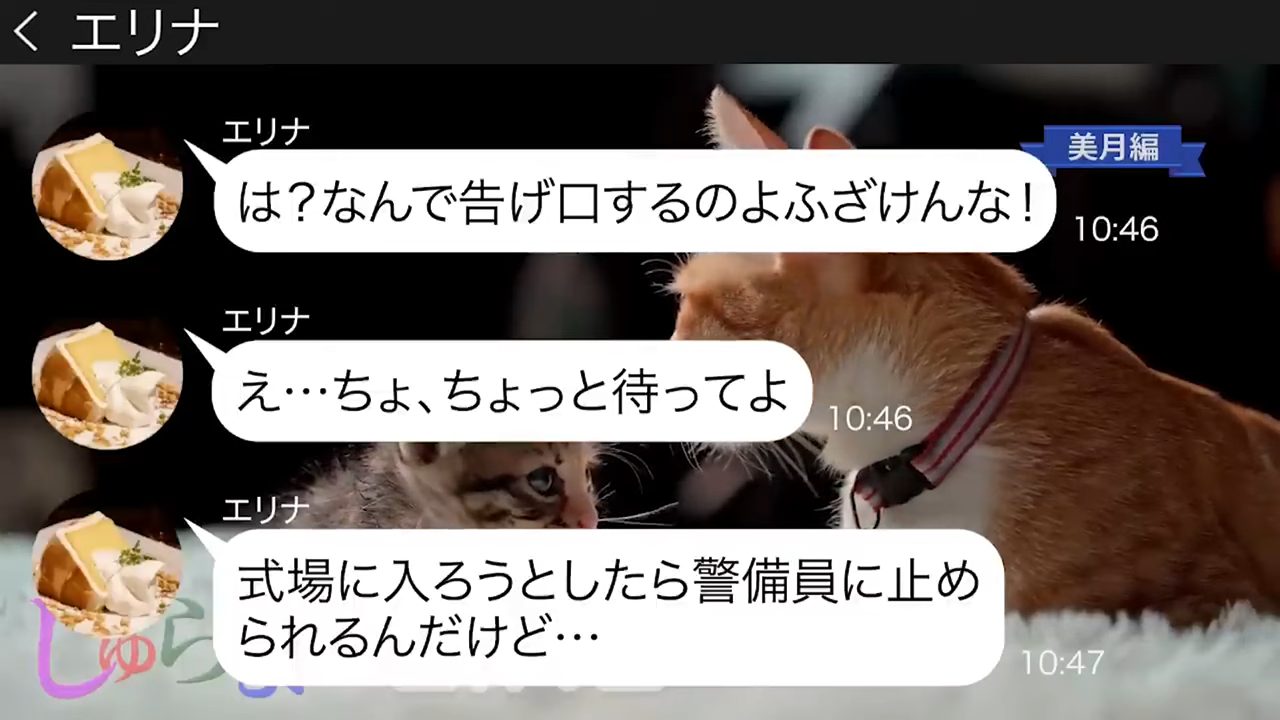 エリナ
エリナ
美月編
は？なんで告げ口するのよふざけんな！
10:46
エリナ
え…ちょ、ちょっと待ってよ
10:46
エリナ
式場に入ろうとしたら警備員に止め
られるんだけど…
10:47
しゅら